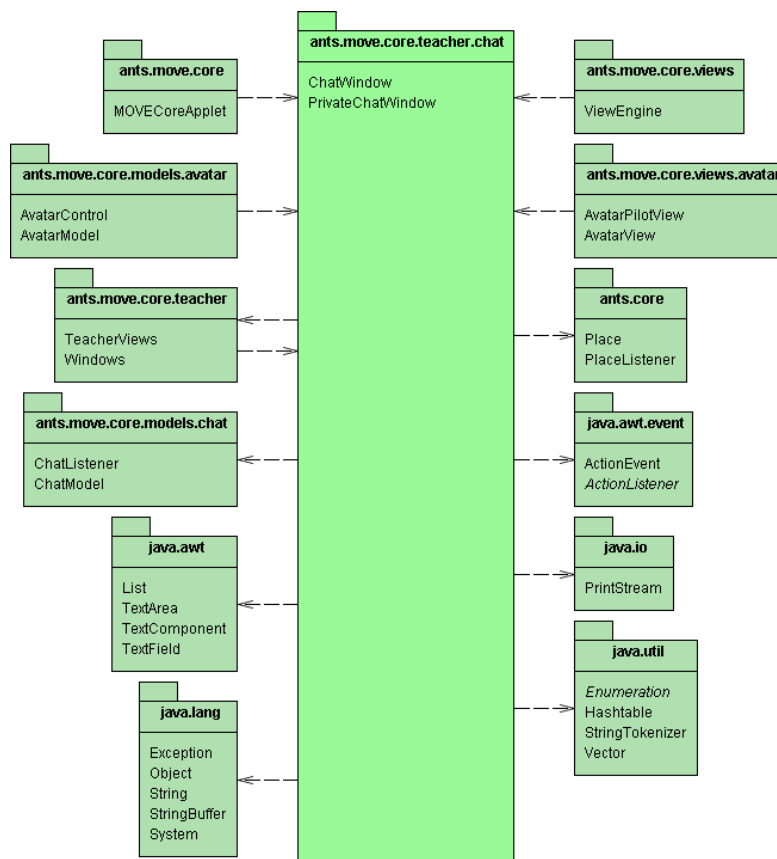 ants.move.core.teacher.chat
ChatWindow
PrivateChatWindow
ants.move.core
MOVECoreApplet
ants.move.core.models.avatar
AvatarControl
AvatarModel
ants.move.core.teacher
TeacherViews
Windows
ants.move.core.models.chat
ChatListener
ChatModel
java.awt
List
TextArea
TextComponent
TextField
java.lang
Exception
Object
String
StringBuffer
System
ants.move.core.views
ViewEngine
ants.move.core.views.avatar
AvatarPilotView
AvatarView
ants.core
Place
PlaceListener
java.awt.event
ActionEvent
ActionListener
java.io
PrintStream
java.util
Enumeration
Hashtable
StringTokenizer
Vector